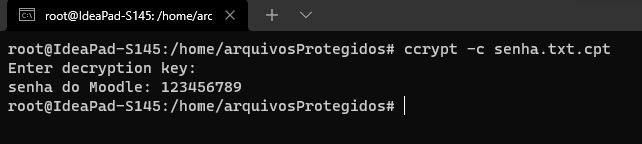 root@IdeaPad-S145: /home/arc
root@IdeaPad-S145:/home/arquivosProtegidos# ccrypt -c senha.txt.cpt
Enter decryption key:
senha do Moodle: 123456789
root@IdeaPad-S145:/home/arquivosProtegidos#